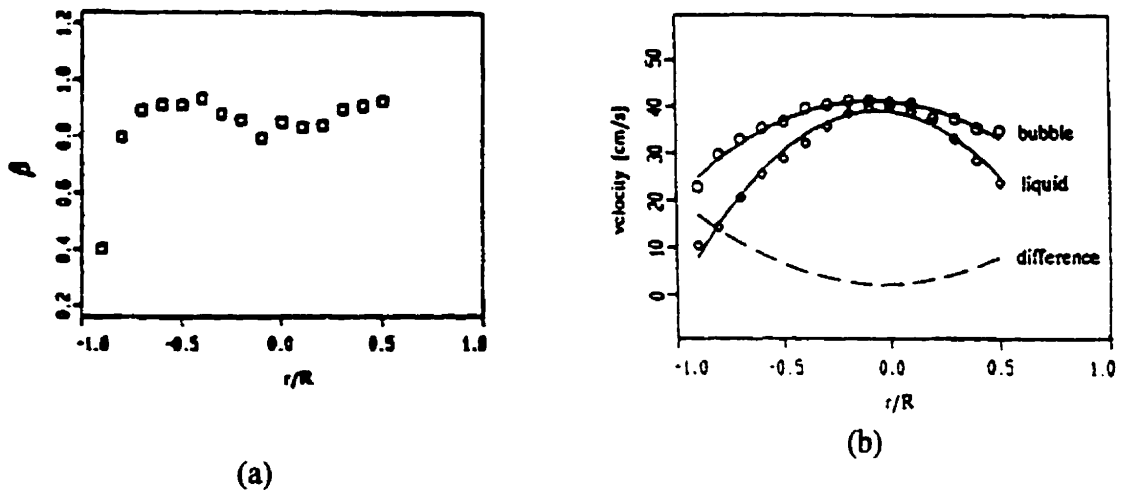 1.2
1.0
0.8
0.6
0.4
0.2
β
-1.0 -0.5 0.0 0.5 1.0
r/R
(a)
50
40
30
20
10
0
velocity [cm/s]
bubble
liquid
difference
-1.0 -0.5 0.0 0.5 1.0
r/R
(b)